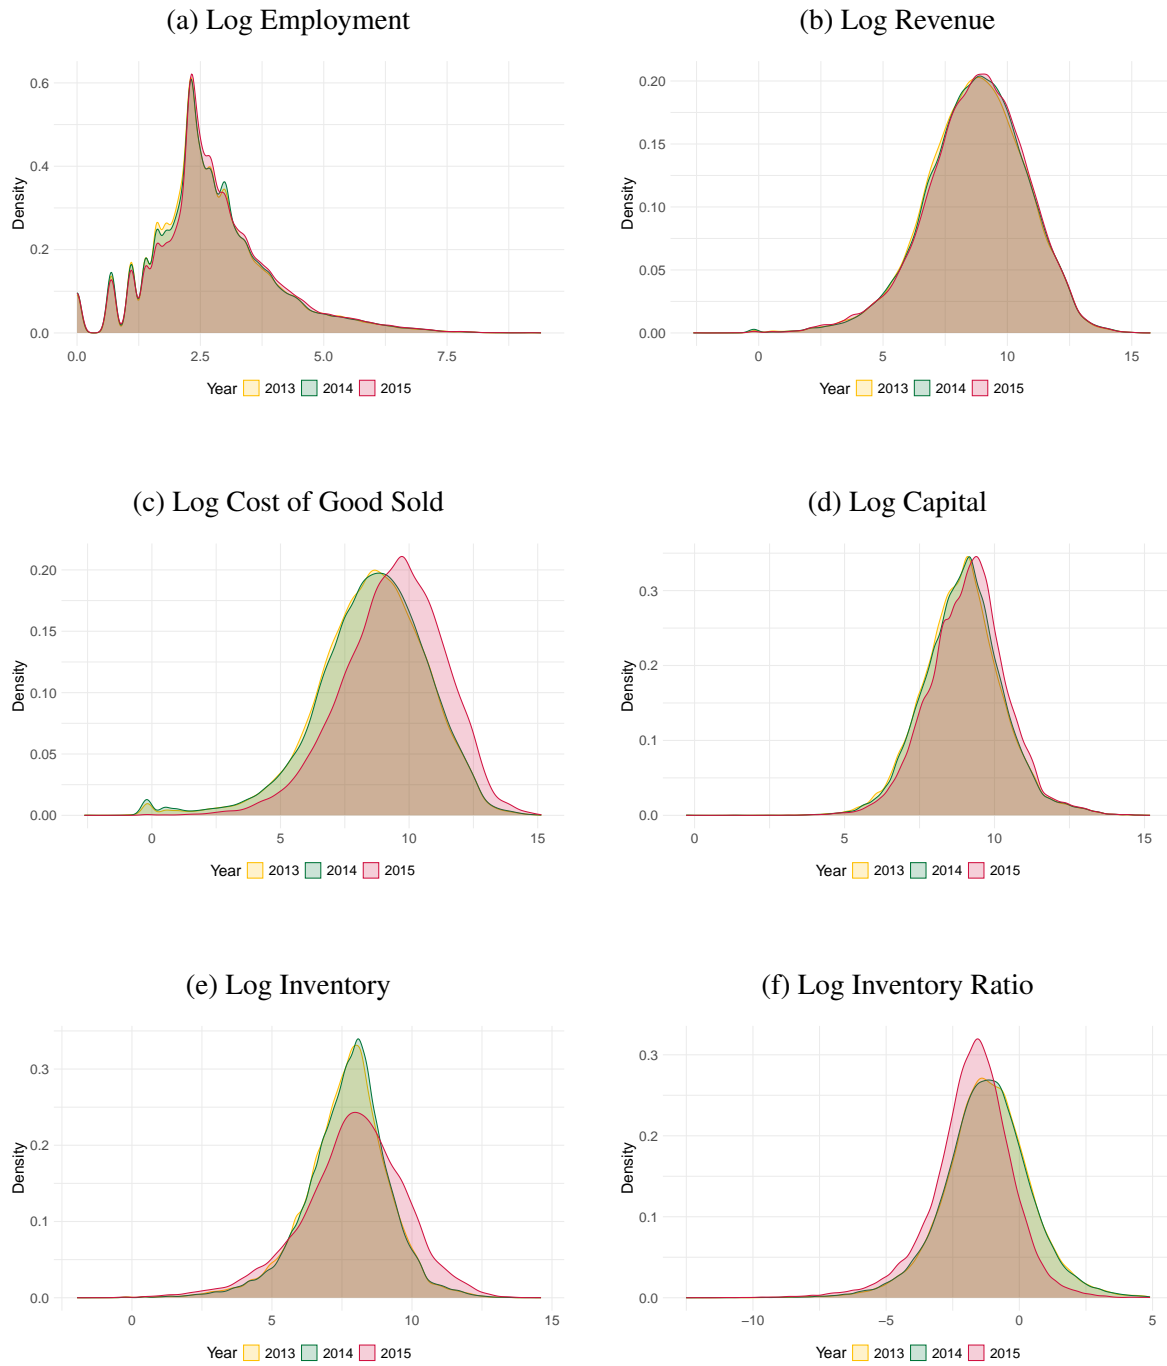 (a) Log Employment
(b) Log Revenue
Density
0.6
0.4
0.2
0.0
0.0 2.5 5.0 7.5
Year 2013 2014 2015
Density
0.20
0.15
0.10
0.05
0.00
0 5 10 15
Year 2013 2014 2015
(c) Log Cost of Good Sold
(d) Log Capital
Density
0.20
0.15
0.10
0.05
0.00
0 5 10 15
Year 2013 2014 2015
Density
0.3
0.2
0.1
0.0
0 5 10 15
Year 2013 2014 2015
(e) Log Inventory
(f) Log Inventory Ratio
Density
0.3
0.2
0.1
0.0
0 5 10 15
Year 2013 2014 2015
Density
0.3
0.2
0.1
0.0
−10 −5 0 5
Year 2013 2014 2015